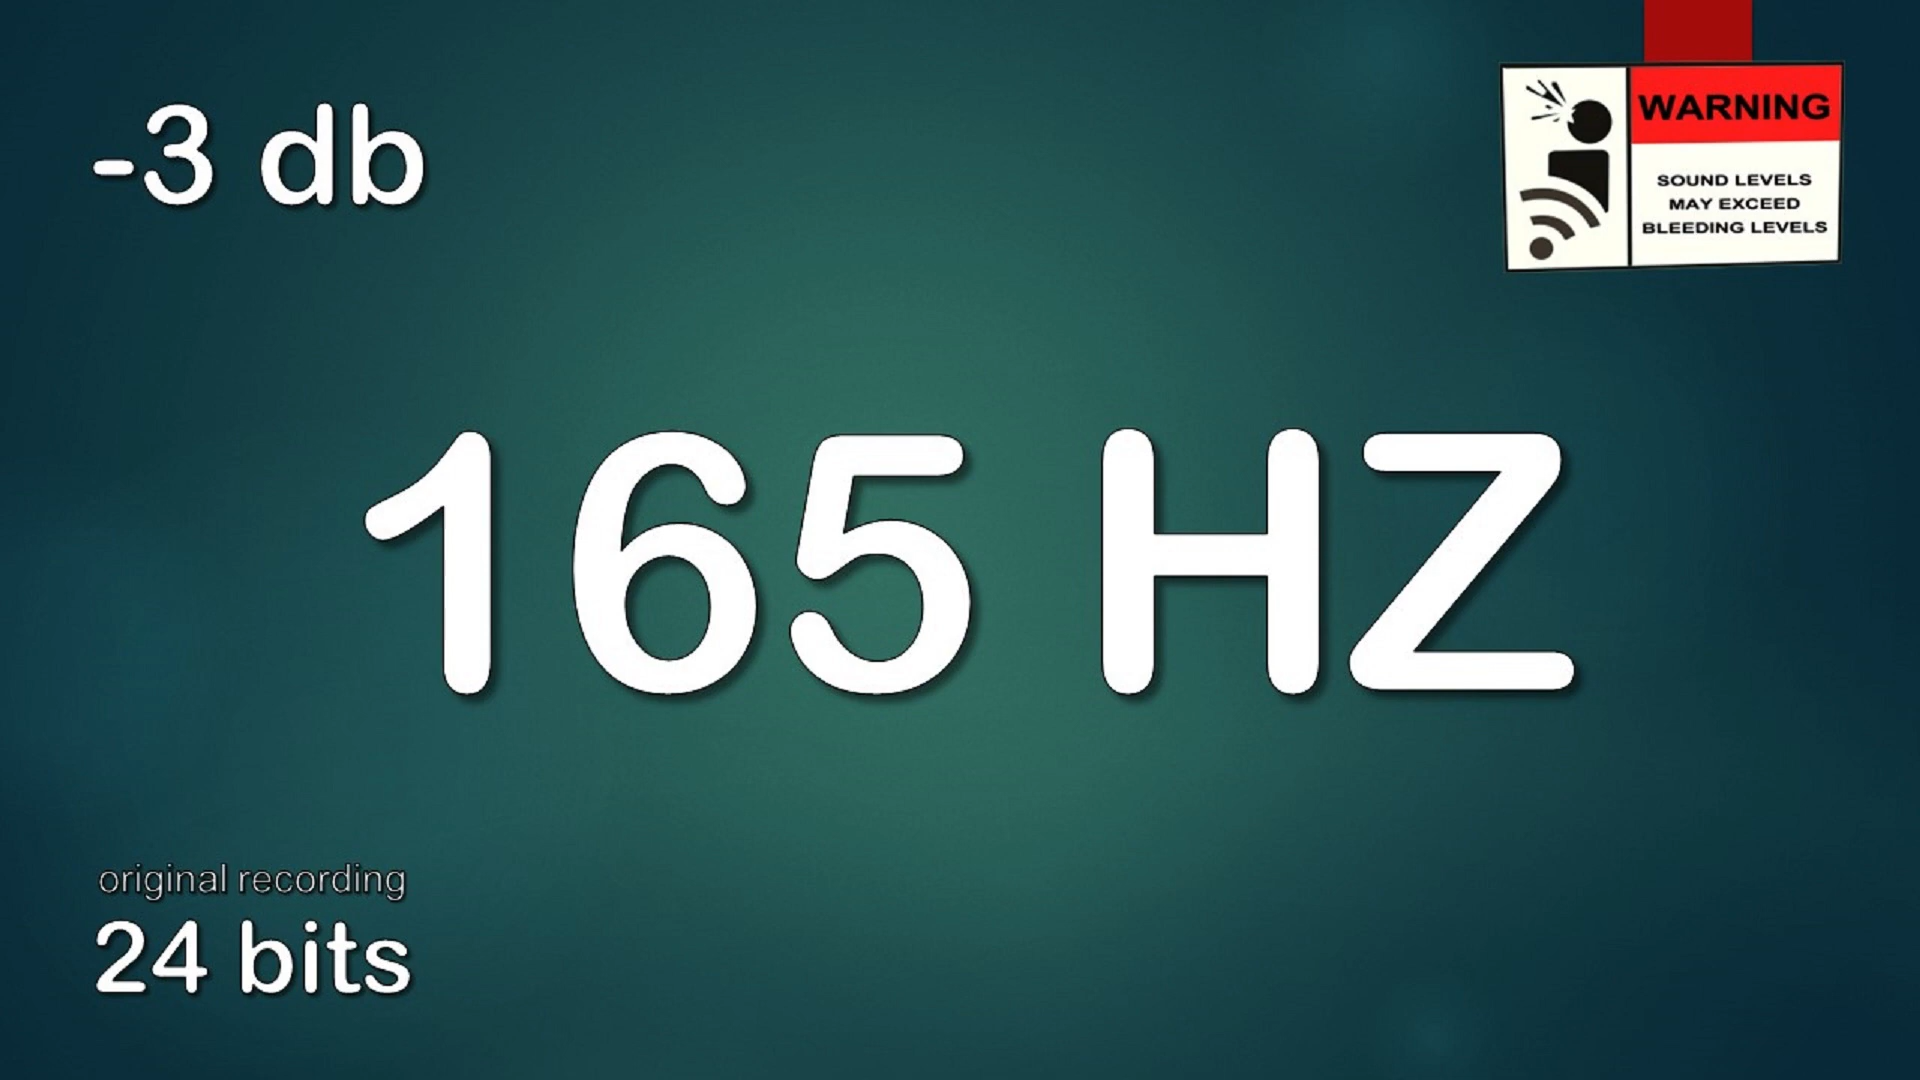 -3 db
WARNING
SOUND LEVELS
MAY EXCEED
BLEEDING LEVELS
165 HZ
original recording
24 bits